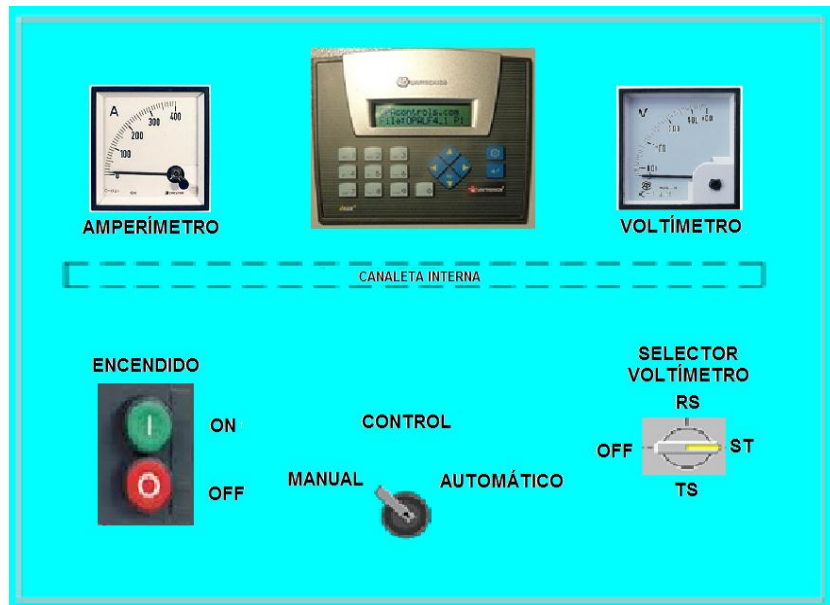 A
100
200
300
400
AMPERÍMETRO
UNITRONICS
V
VOLTÍMETRO
CANALETA INTERNA
ENCENDIDO
I
ON
O
OFF
CONTROL
MANUAL
AUTOMÁTICO
SELECTOR
VOLTÍMETRO
RS
OFF
ST
TS